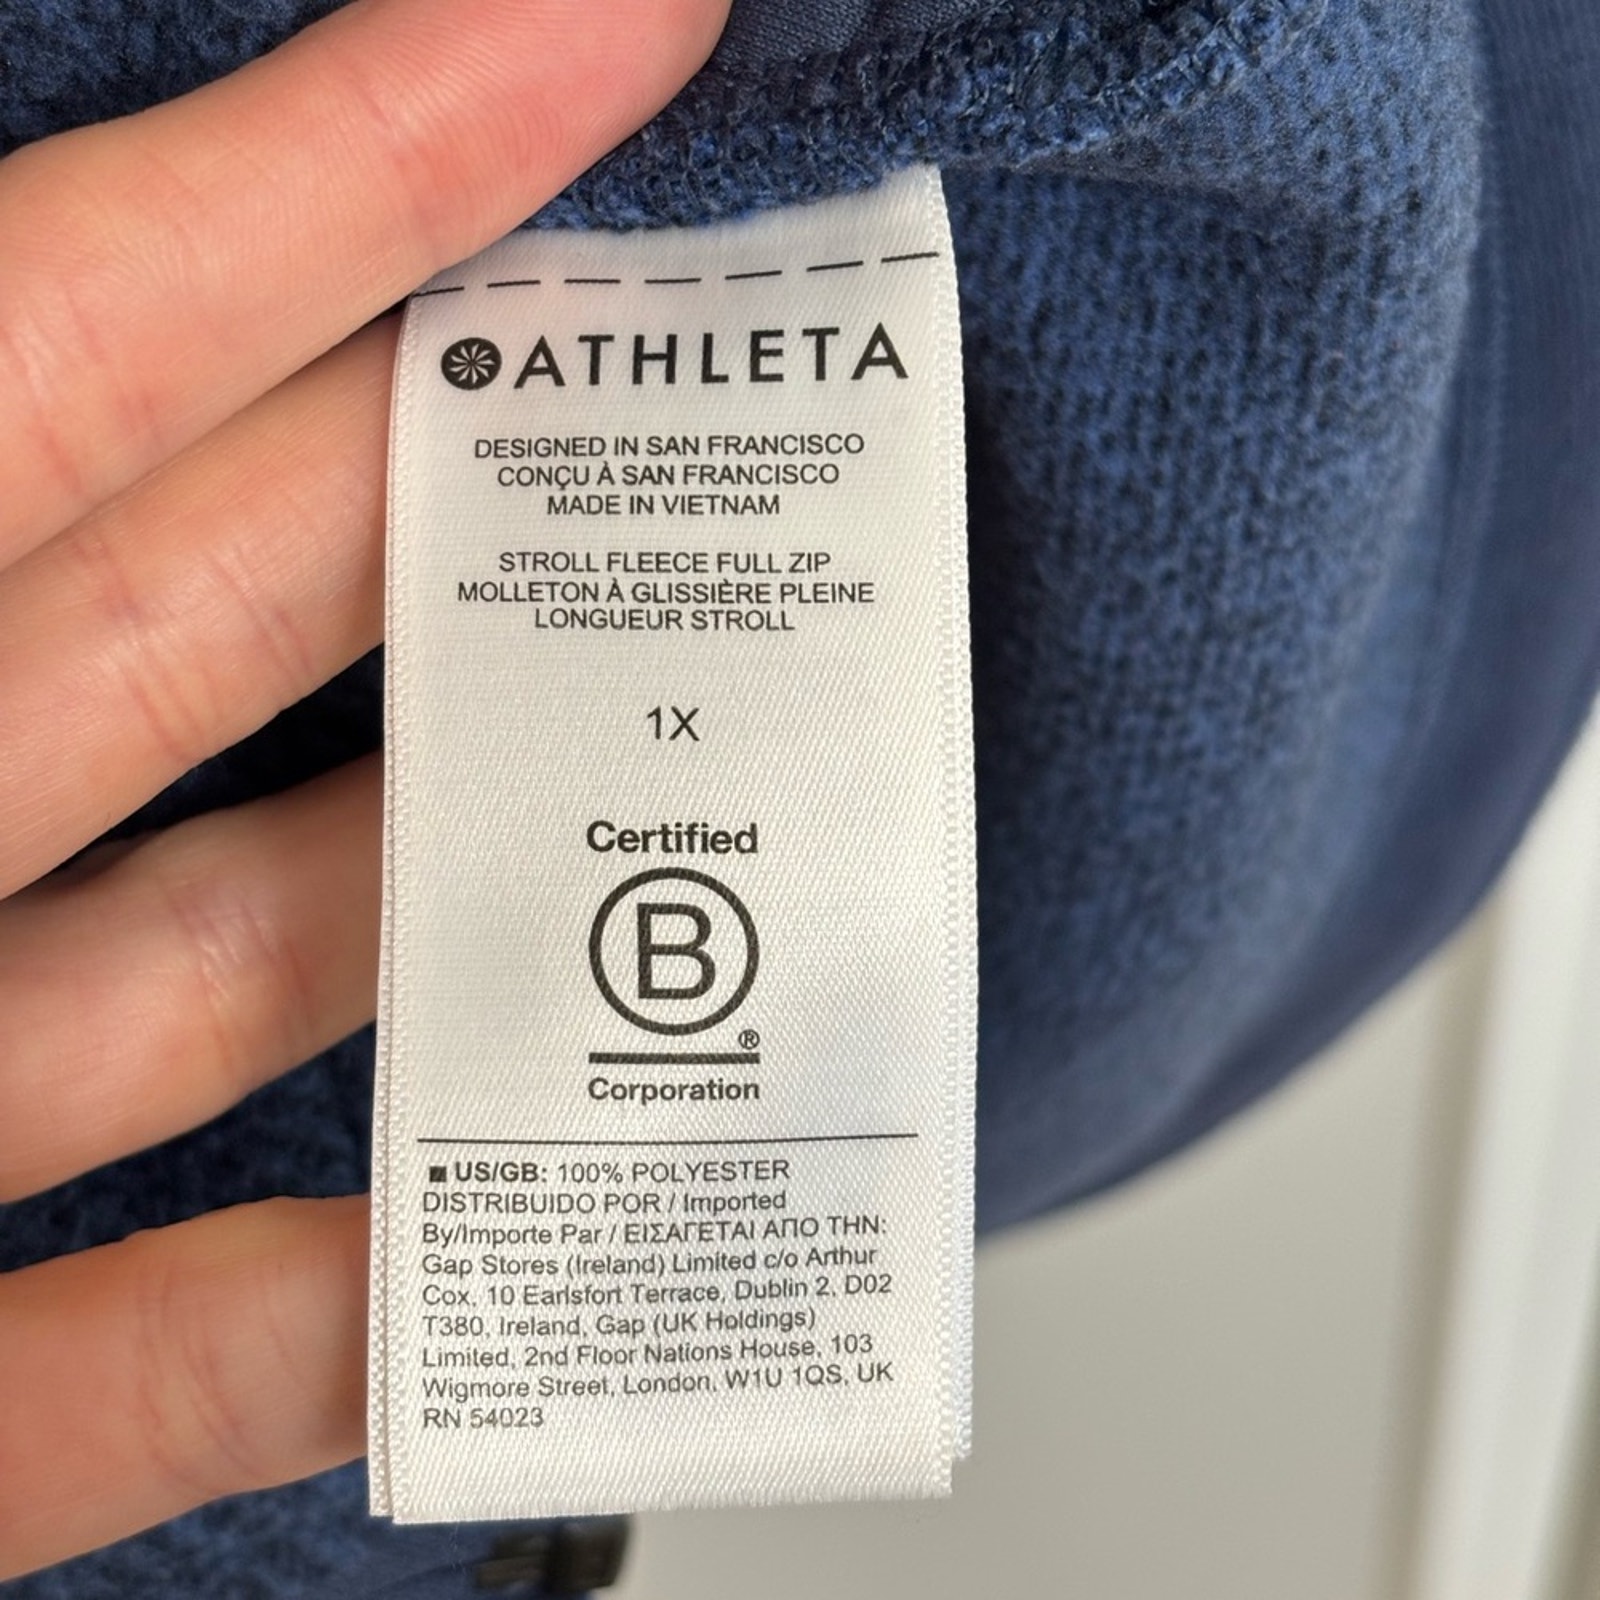 ATHLETA
DESIGNED IN SAN FRANCISCO
CONÇU À SAN FRANCISCO
MADE IN VIETNAM
STROLL FLEECE FULL ZIP
MOLLETON À GLISSIÈRE PLEINE
LONGUEUR STROLL
1X
Certified
B
®
Corporation
■ US/GB: 100% POLYESTER
DISTRIBUIDO POR / Imported
By/Importe Par / ΕΙΣΑΓΕΤΑΙ ΑΠΟ ΤΗΝ:
Gap Stores (Ireland) Limited c/o Arthur
Cox, 10 Earlsfort Terrace, Dublin 2, D02
T380, Ireland, Gap (UK Holdings)
Limited, 2nd Floor Nations House, 103
Wigmore Street, London, W1U 1QS, UK
RN 54023